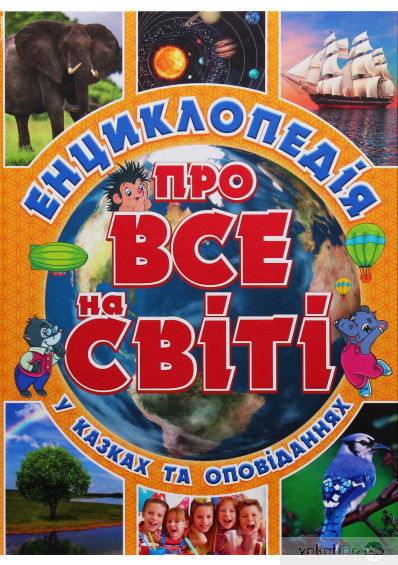 ЕНЦИКЛОПЕДІЯ
ПРО
ВСЕ
на
СВІТІ
у казках та оповіданнях
yakaboo